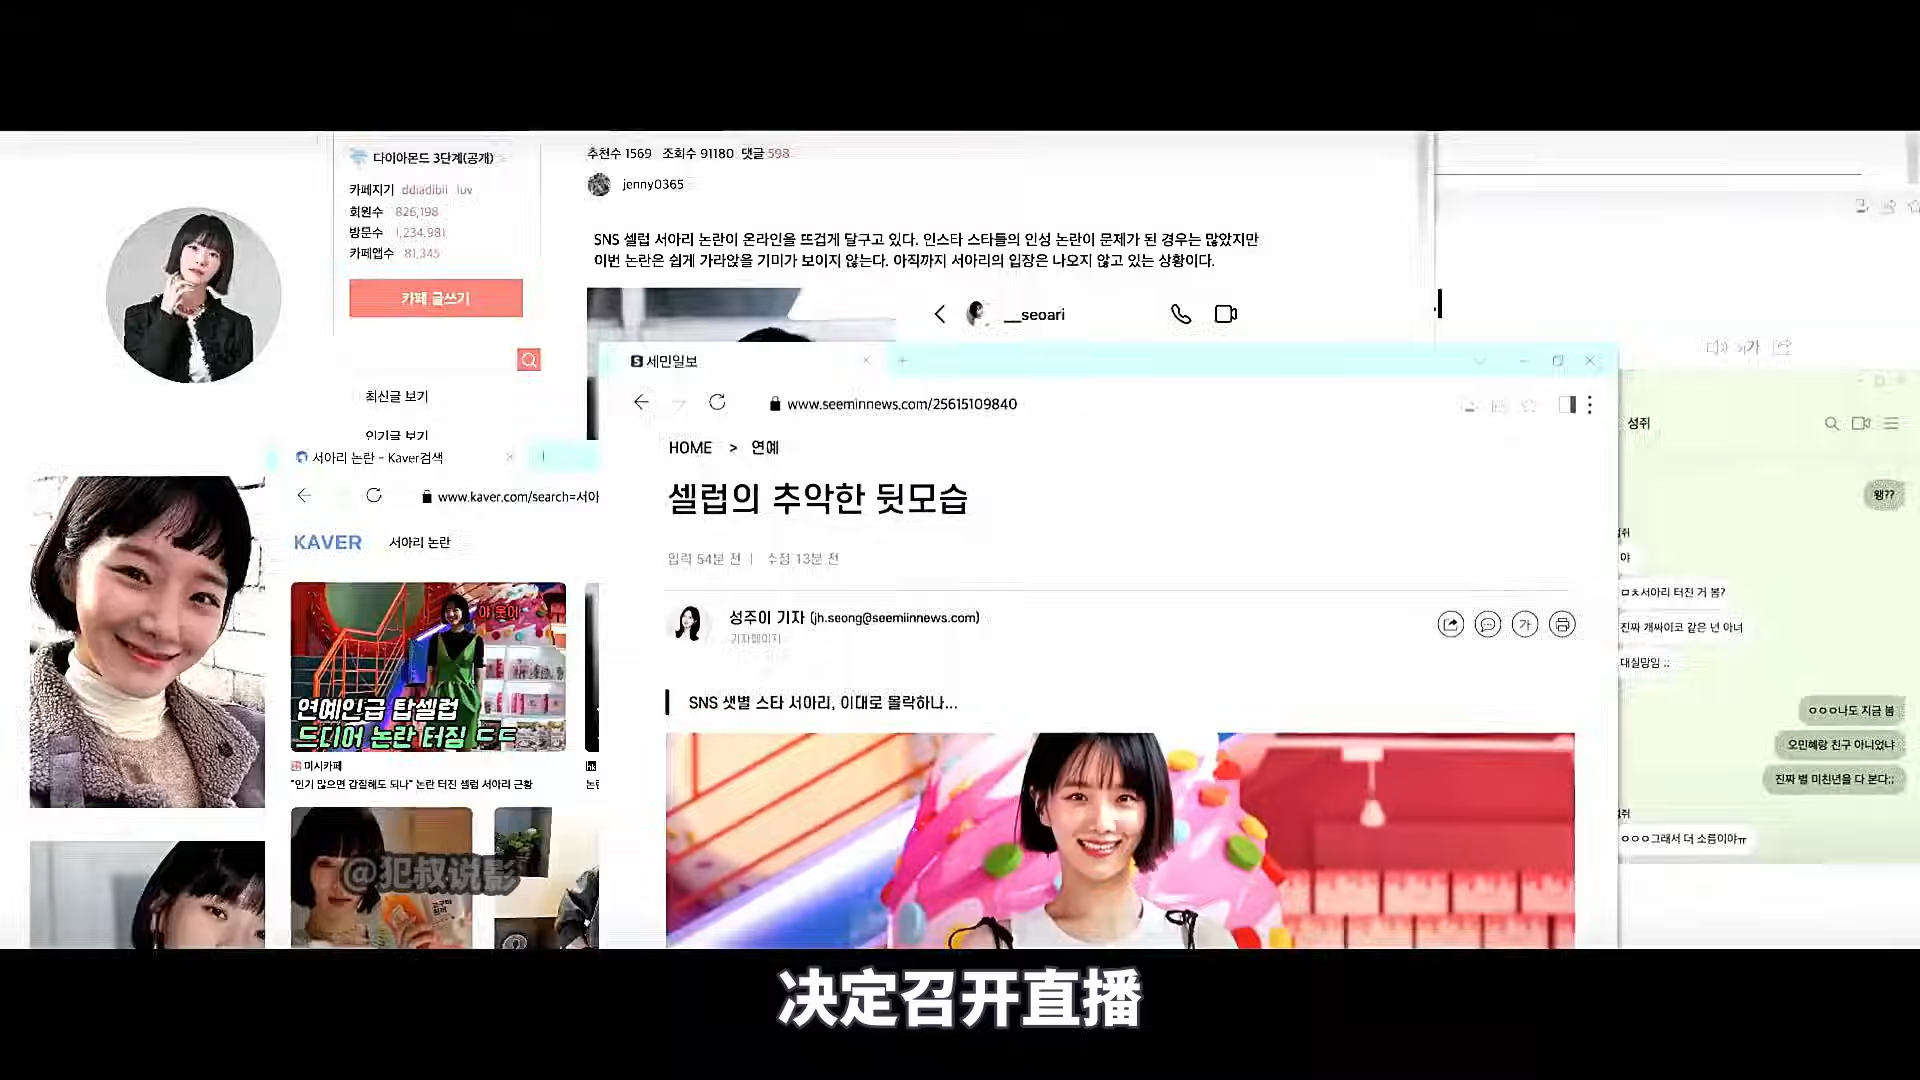 다이아몬드 3단계(공개)
카페지기 ddiadibii luv
회원수 826,198
방문수 1,234,981
카페앱수 81,345
카페 글쓰기
최신글 보기
인기글 보기
추천수 1569 조회수 91180 댓글 598
jenny0365
SNS 셀럽 서아리 논란이 온라인을 뜨겁게 달구고 있다. 인스타 스타들의 인성 논란이 문제가 된 경우는 많았지만
이번 논란은 쉽게 가라앉을 기미가 보이지 않는다. 아직까지 서아리의 입장은 나오지 않고 있는 상황이다.
__seoari
서아리 논란 - Kaver검색
www.kaver.com/search=서아
KAVER 서아리 논란
아 웃에
연예인급 탑셀럽
드디어 논란 터짐 ㄷㄷ
미시카페
"인기 많으면 갑질해도 되나" 논란 터진 셀럽 서아리 근황
@犯叔说影
세민일보
www.seeminnews.com/25615109840
HOME > 연예
셀럽의 추악한 뒷모습
입력 54분 전 | 수정 13분 전
성주이 기자 (jh.seong@seemiinnews.com)
기자페이지
가
SNS 샛별 스타 서아리, 이대로 몰락하나...
가
성쥐
왱??
야
ㅁㅊ서아리 터진 거 봄?
진짜 개싸이코 같은 년 아녀
대실망임 ;;
ㅇㅇㅇ나도 지금 봄
오민혜랑 친구 아니었냐
진짜 별 미친년을 다 본다;;
ㅇㅇㅇ그래서 더 소름이야ㅠ
决定召开直播